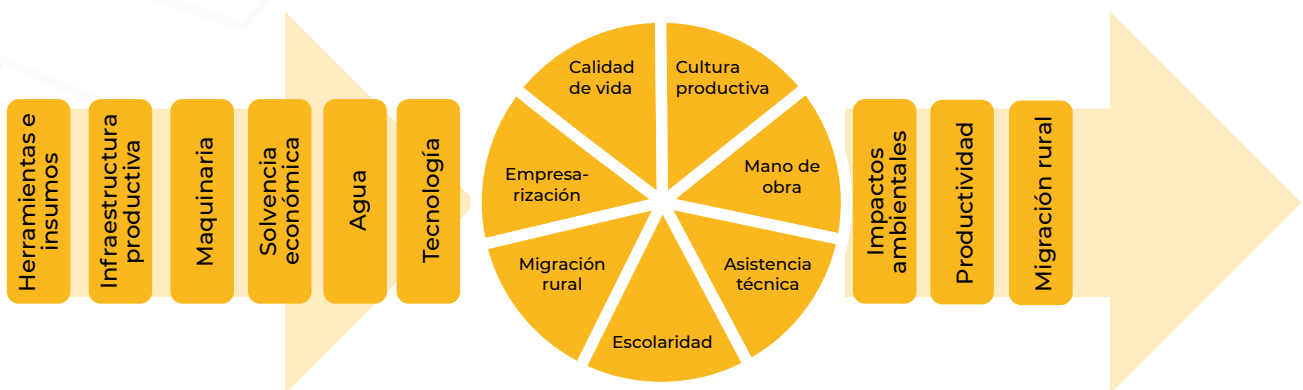 Herramientas e
insumos
Infraestructura
productiva
Maquinaria
Solvencia
económica
Agua
Tecnología
Calidad
de vida
Cultura
productiva
Mano de
obra
Asistencia
técnica
Escolaridad
Migración
rural
Empresa-
rización
Impactos
ambientales
Productividad
Migración rural